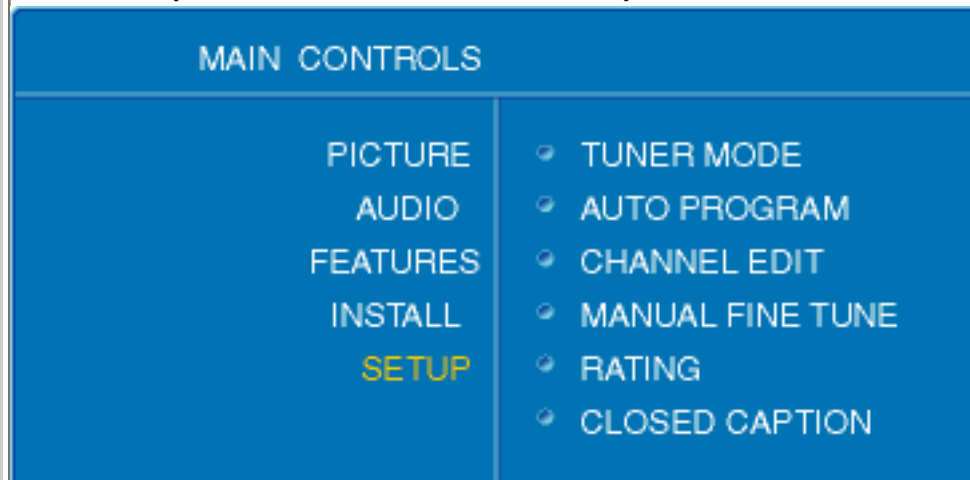 MAIN CONTROLS
PICTURE
AUDIO
FEATURES
INSTALL
SETUP
TUNER MODE
AUTO PROGRAM
CHANNEL EDIT
MANUAL FINE TUNE
RATING
CLOSED CAPTION